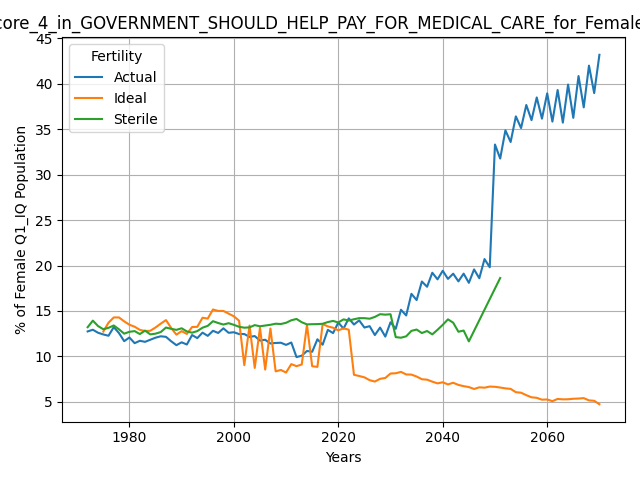 core_4_in_GOVERNMENT_SHOULD_HELP_PAY_FOR_MEDICAL_CARE_for_Female
Fertility
Actual
Ideal
Sterile
% of Female Q1_IQ Population
45
40
35
30
25
20
15
10
5
1980 2000 2020 2040 2060
Years